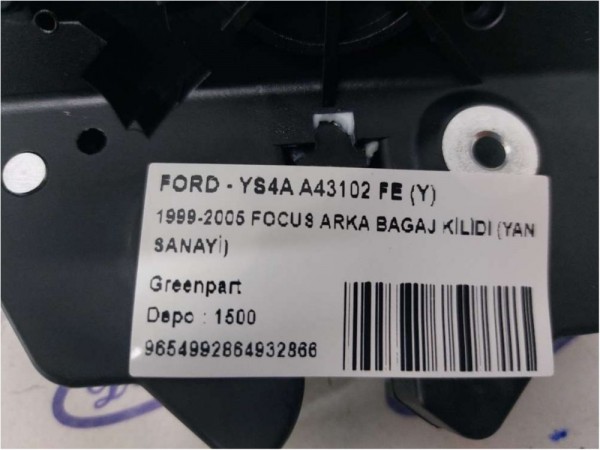 FORD - YS4A A43102 FE (Y)
1999-2005 FOCUS ARKA BAGAJ KİLİDİ (YAN
SANAYİ)
Greenpart
Depo : 1500
9654992864932866